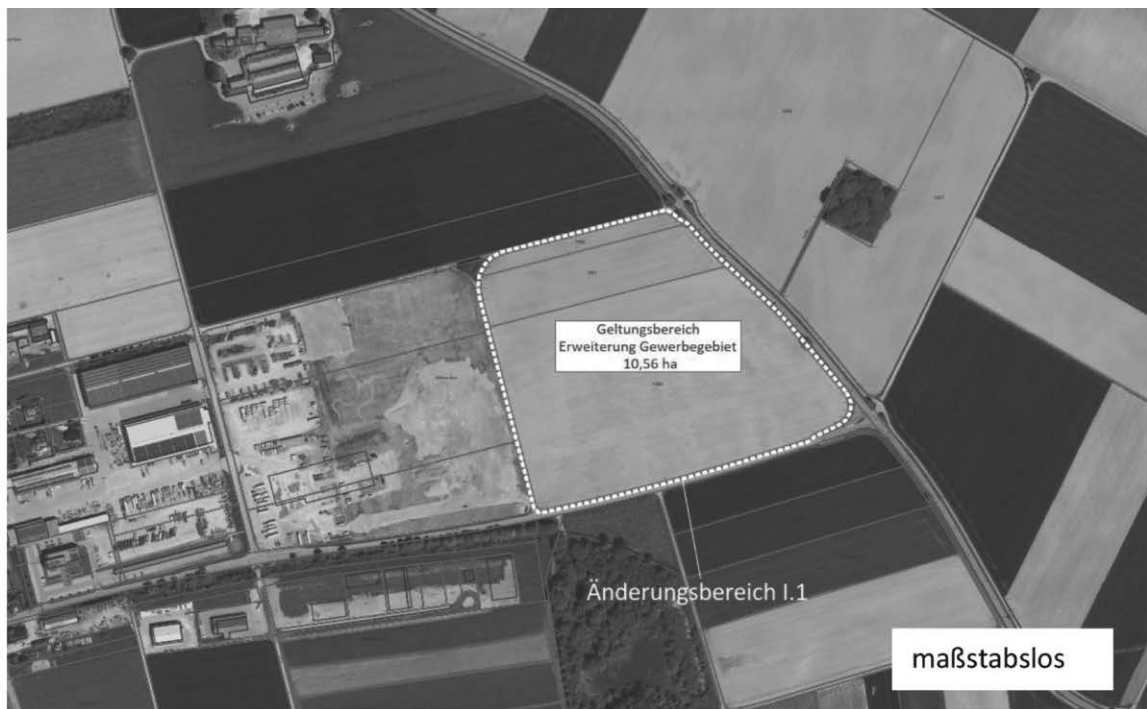 Geltungsbereich
Erweiterung Gewerbegebiet
10,56 ha
Änderungsbereich I.1
maßstabslos